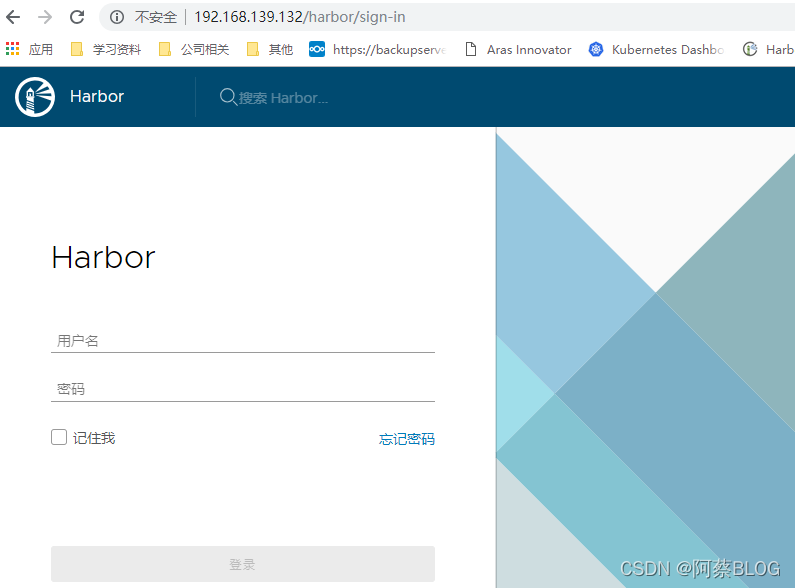 不安全 192.168.139.132/harbor/sign-in
应用 学习资料 公司相关 其他 https://backupserve Aras Innovator Kubernetes Dashbo Harb
Harbor 搜索 Harbor...
Harbor
用户名
密码
记住我 忘记密码
登录
CSDN @阿蔡BLOG